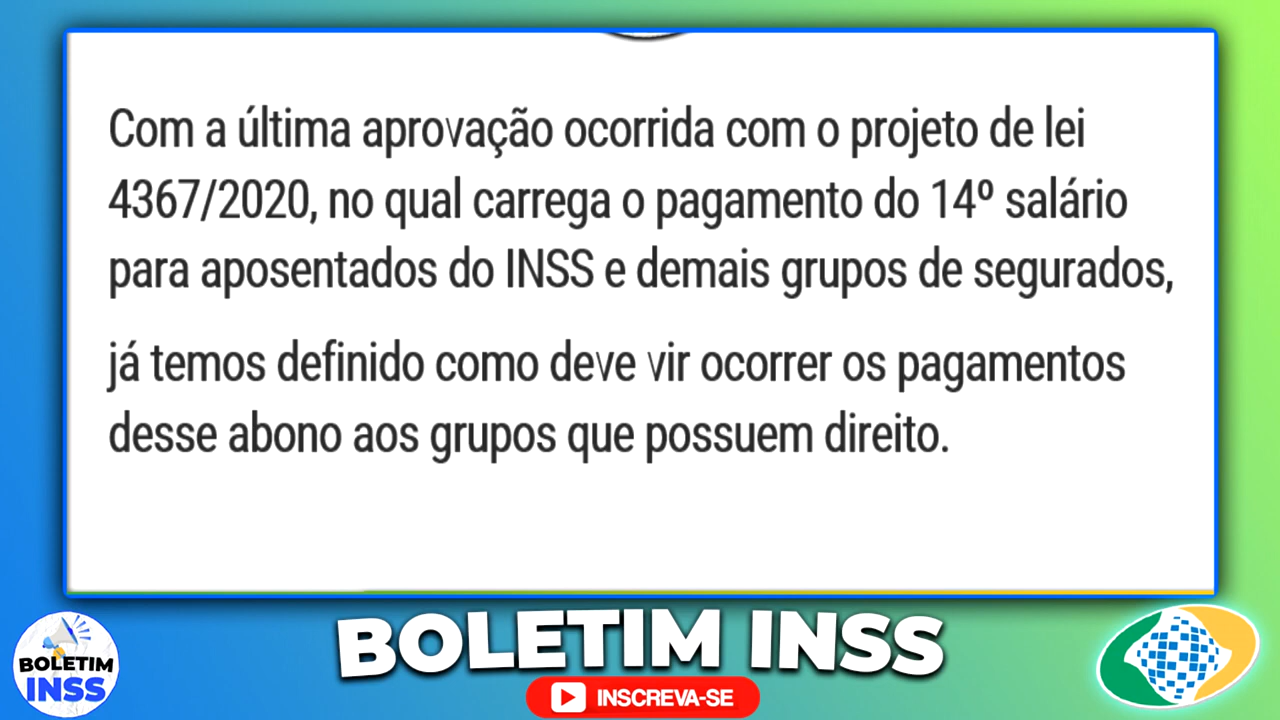 Com a última aprovação ocorrida com o projeto de lei
4367/2020, no qual carrega o pagamento do 14º salário
para aposentados do INSS e demais grupos de segurados,
já temos definido como deve vir ocorrer os pagamentos
desse abono aos grupos que possuem direito.
BOLETIM INSS
INSCREVA-SE
BOLETIM
INSS